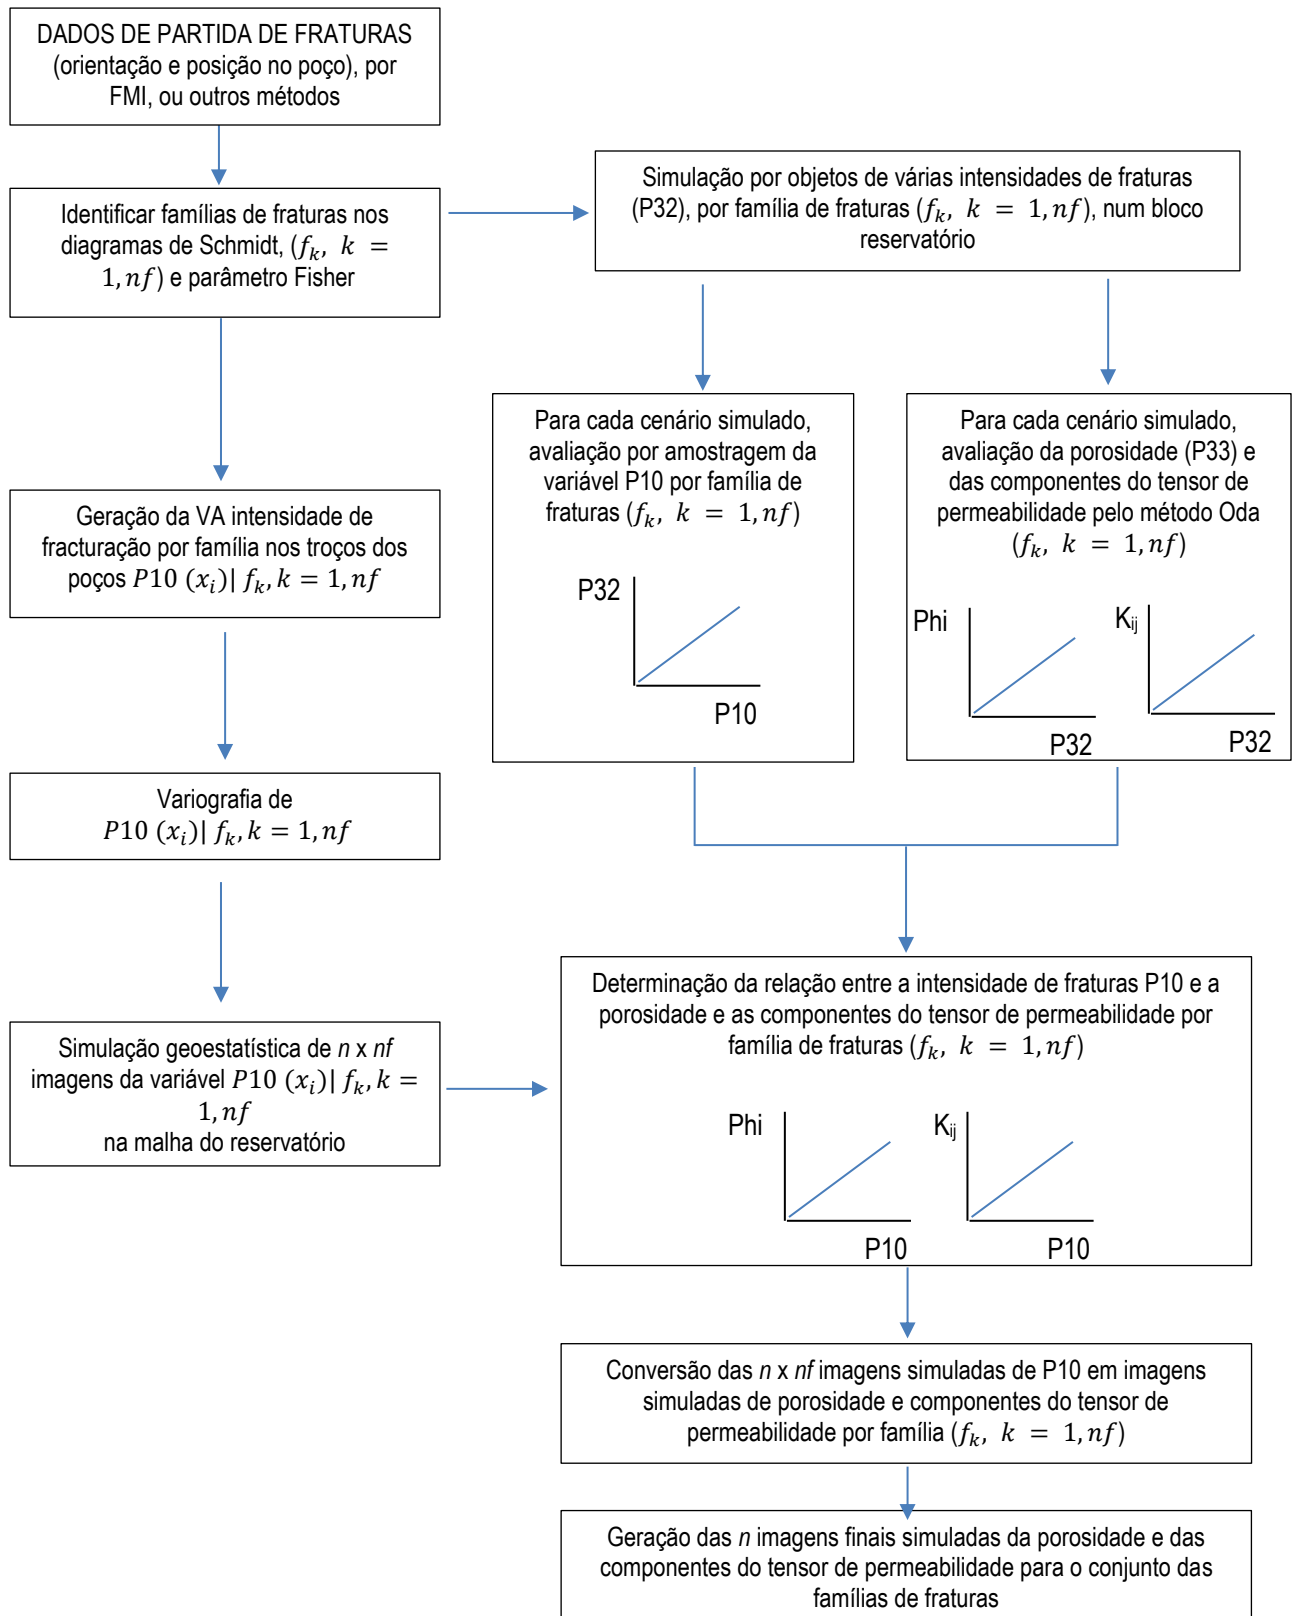 DADOS DE PARTIDA DE FRATURAS
(orientação e posição no poço), por
FMI, ou outros métodos
Identificar famílias de fraturas nos
diagramas de Schmidt, (f_k, k =
1, nf) e parâmetro Fisher
Simulação por objetos de várias intensidades de fraturas
(P32), por família de fraturas (f_k, k = 1, nf), num bloco
reservatório
Geração da VA intensidade de
fracturação por família nos troços dos
poços P10 (x_i)| f_k, k = 1, nf
Para cada cenário simulado,
avaliação por amostragem da
variável P10 por família de
fraturas (f_k, k = 1, nf)
P32
P10
Para cada cenário simulado,
avaliação da porosidade (P33) e
das componentes do tensor de
permeabilidade pelo método Oda
(f_k, k = 1, nf)
Phi
P32
K_ij
P32
Variografia de
P10 (x_i)| f_k, k = 1, nf
Simulação geoestatística de n x nf
imagens da variável P10 (x_i)| f_k, k =
1, nf
na malha do reservatório
Determinação da relação entre a intensidade de fraturas P10 e a
porosidade e as componentes do tensor de permeabilidade por
família de fraturas (f_k, k = 1, nf)
Phi
P10
K_ij
P10
Conversão das n x nf imagens simuladas de P10 em imagens
simuladas de porosidade e componentes do tensor de
permeabilidade por família (f_k, k = 1, nf)
Geração das n imagens finais simuladas da porosidade e das
componentes do tensor de permeabilidade para o conjunto das
famílias de fraturas